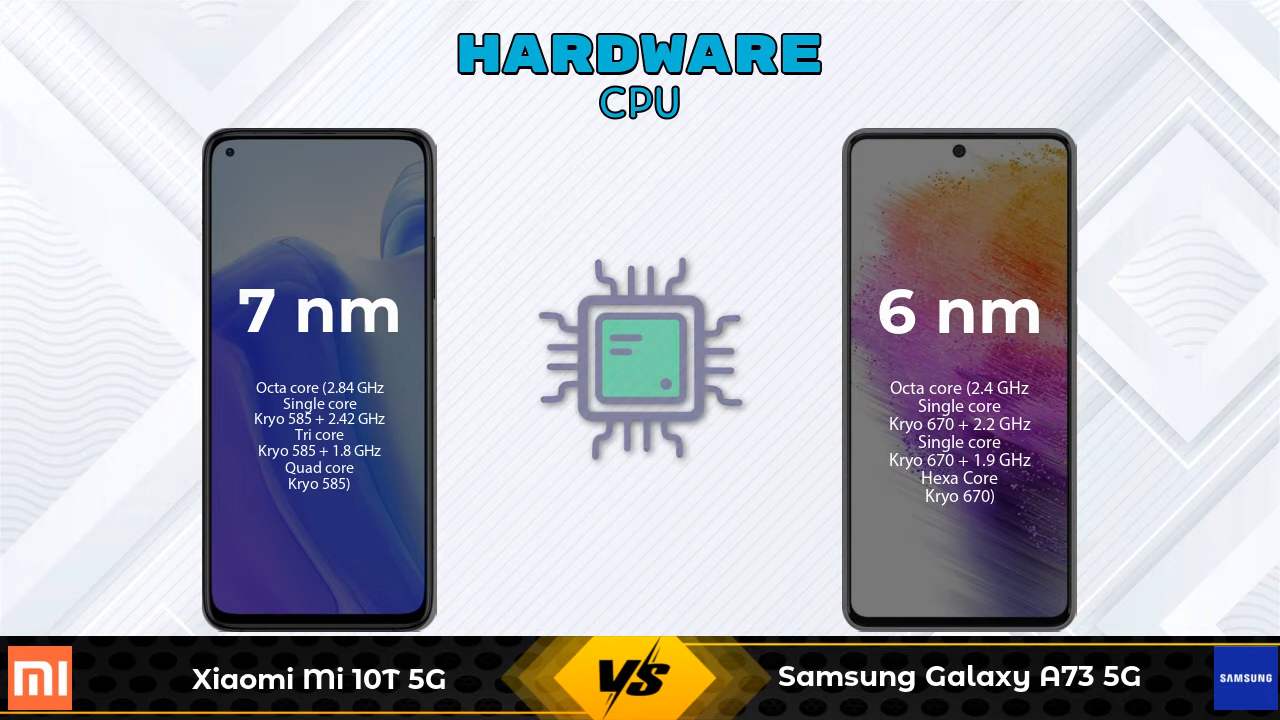 HARDWARE
CPU
7 nm
Octa core (2.84 GHz
Single core
Kryo 585 + 2.42 GHz
Tri core
Kryo 585 + 1.8 GHz
Quad core
Kryo 585)
6 nm
Octa core (2.4 GHz
Single core
Kryo 670 + 2.2 GHz
Single core
Kryo 670 + 1.9 GHz
Hexa Core
Kryo 670)
MI
Xiaomi Mi 10T 5G
VS
Samsung Galaxy A73 5G
SAMSUNG